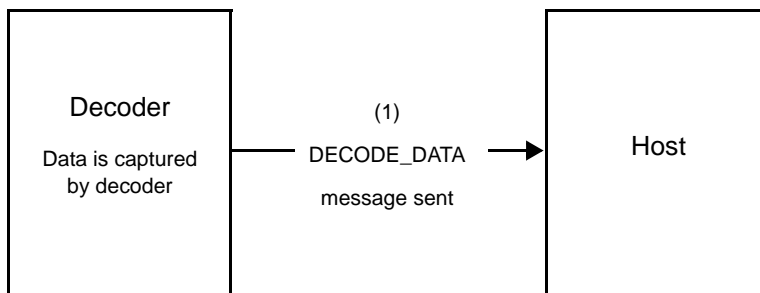 Decoder
Data is captured
by decoder
(1)
DECODE_DATA
message sent
Host